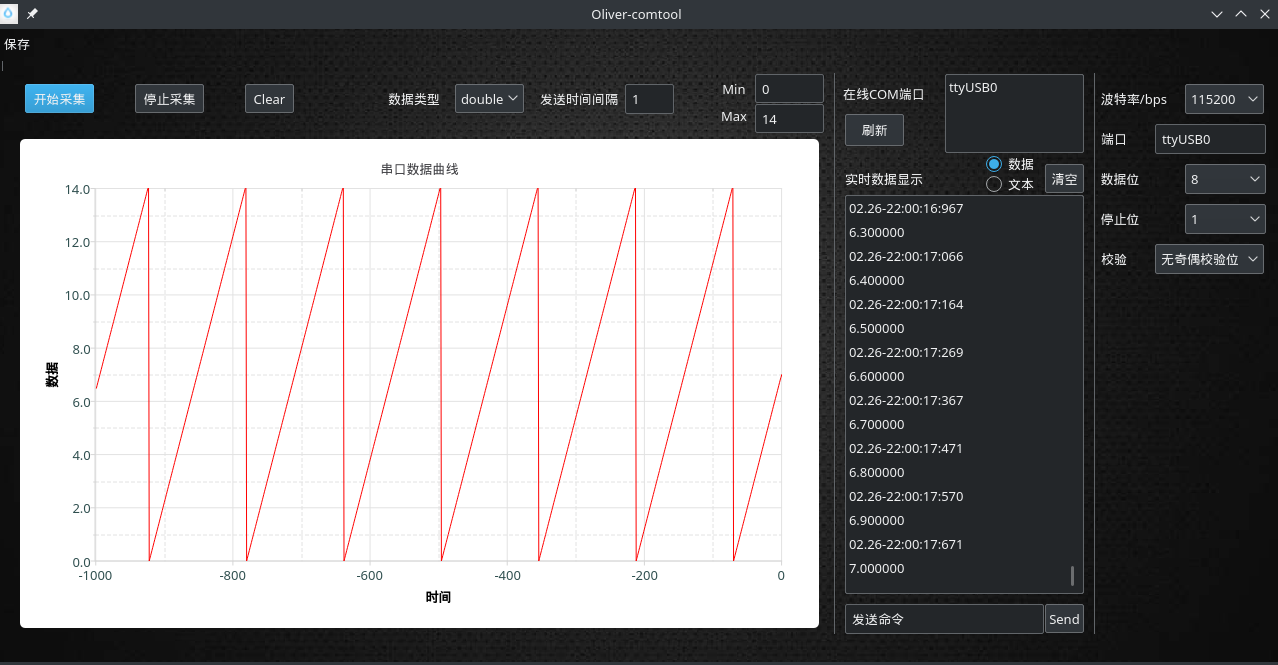 Oliver-comtool
保存
开始采集
停止采集
Clear
数据类型
double
发送时间间隔
1
Min
0
Max
14
串口数据曲线
14.0
12.0
10.0
8.0
6.0
4.0
2.0
0.0
数据
-1000
-800
-600
-400
-200
0
时间
在线COM端口
ttyUSB0
刷新
实时数据显示
数据
文本
清空
02.26-22:00:16:967
6.300000
02.26-22:00:17:066
6.400000
02.26-22:00:17:164
6.500000
02.26-22:00:17:269
6.600000
02.26-22:00:17:367
6.700000
02.26-22:00:17:471
6.800000
02.26-22:00:17:570
6.900000
02.26-22:00:17:671
7.000000
发送命令
Send
波特率/bps
115200
端口
ttyUSB0
数据位
8
停止位
1
校验
无奇偶校验位